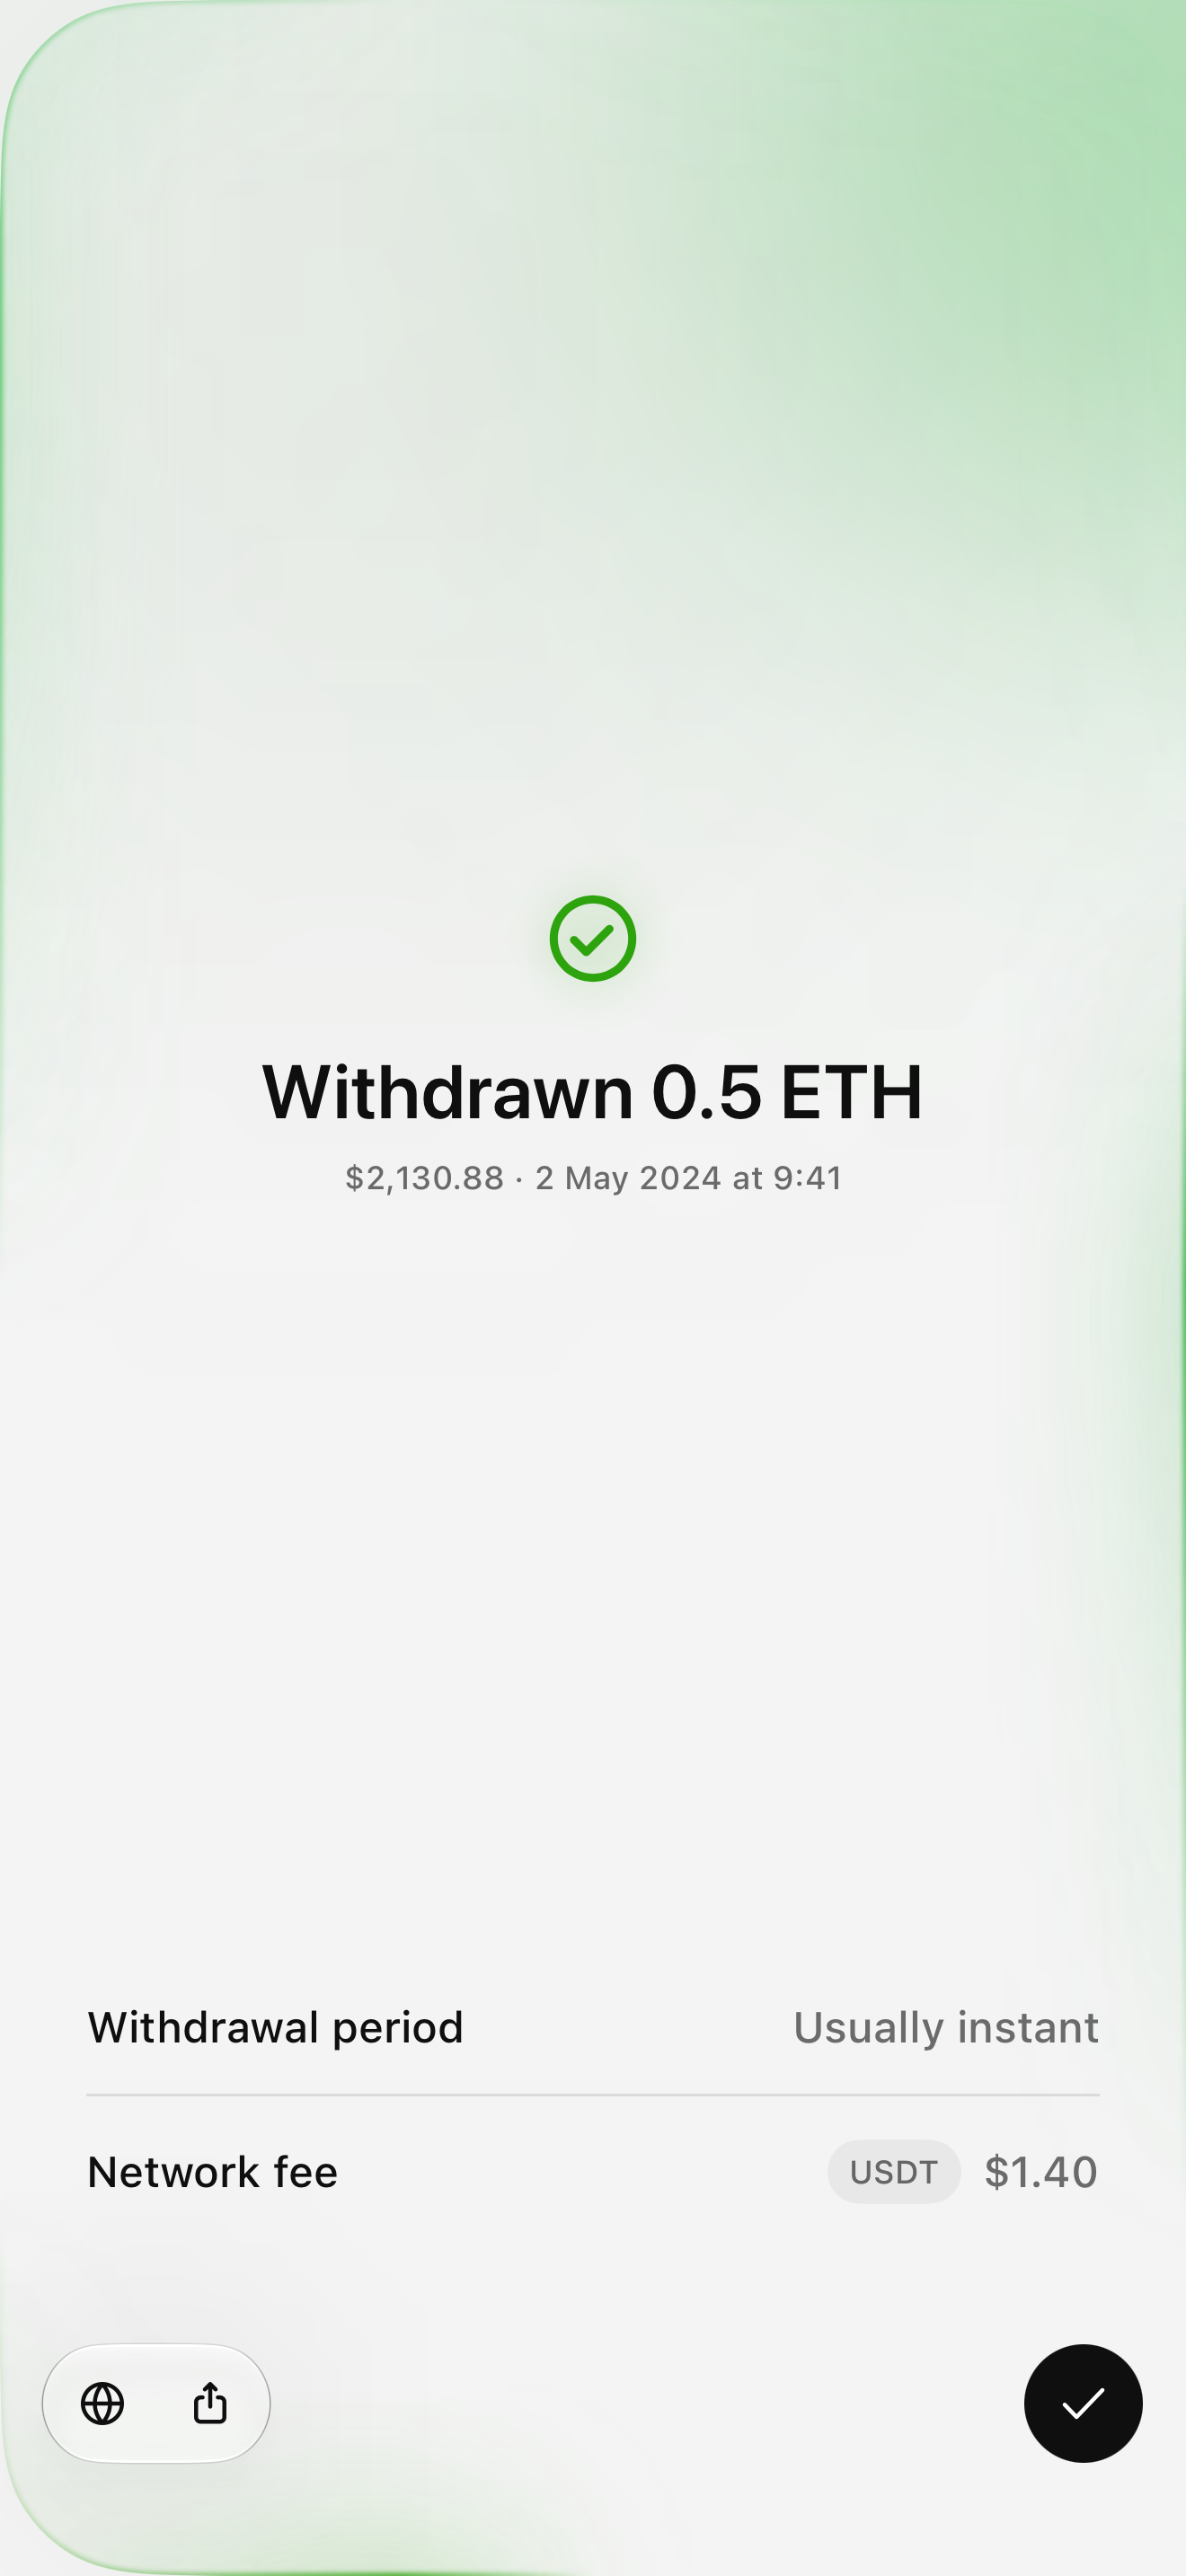 Withdrawn 0.5 ETH
$2,130.88 · 2 May 2024 at 9:41
Withdrawal period Usually instant
Network fee USDT $1.40